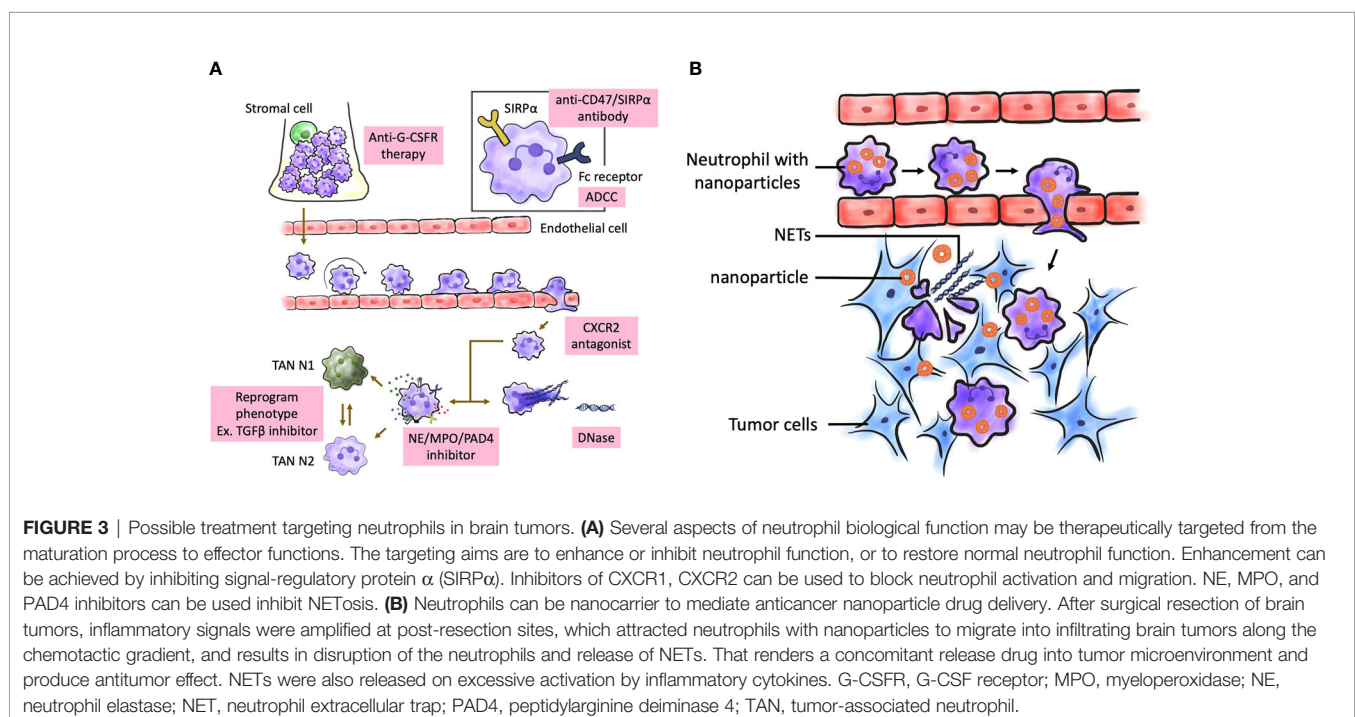 A
Stromal cell
Anti-G-CSFR
therapy
SIRPα
anti-CD47/SIRPα
antibody
Fc receptor
ADCC
Endothelial cell
CXCR2
antagonist
TAN N1
Reprogram
phenotype
Ex. TGFβ inhibitor
TAN N2
NE/MPO/PAD4
inhibitor
DNase
B
Neutrophil with
nanoparticles
NETs
nanoparticle
Tumor cells
FIGURE 3 | Possible treatment targeting neutrophils in brain tumors. (A) Several aspects of neutrophil biological function may be therapeutically targeted from the
maturation process to effector functions. The targeting aims are to enhance or inhibit neutrophil function, or to restore normal neutrophil function. Enhancement can
be achieved by inhibiting signal-regulatory protein α (SIRPα). Inhibitors of CXCR1, CXCR2 can be used to block neutrophil activation and migration. NE, MPO, and
PAD4 inhibitors can be used inhibit NETosis. (B) Neutrophils can be nanocarrier to mediate anticancer nanoparticle drug delivery. After surgical resection of brain
tumors, inflammatory signals were amplified at post-resection sites, which attracted neutrophils with nanoparticles to migrate into infiltrating brain tumors along the
chemotactic gradient, and results in disruption of the neutrophils and release of NETs. That renders a concomitant release drug into tumor microenvironment and
produce antitumor effect. NETs were also released on excessive activation by inflammatory cytokines. G-CSFR, G-CSF receptor; MPO, myeloperoxidase; NE,
neutrophil elastase; NET, neutrophil extracellular trap; PAD4, peptidylarginine deiminase 4; TAN, tumor-associated neutrophil.